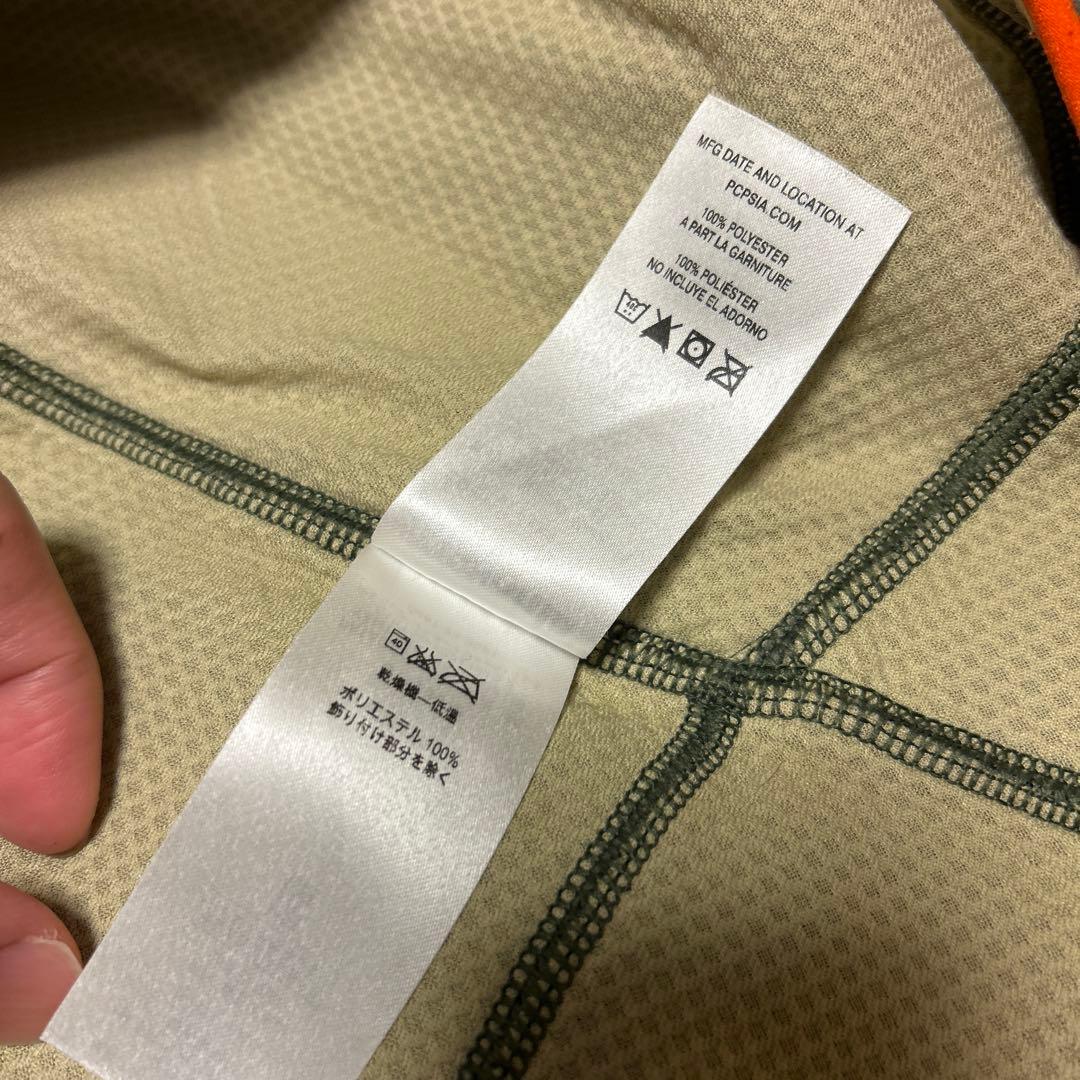 MFG DATE AND LOCATION AT
PCPSIA.COM
100% POLYESTER
A PART LA GARNITURE
100% POLIÉSTER
NO INCLUYE EL ADORNO
40
乾燥機—低温
ポリエステル 100%
飾り付け部分を除く